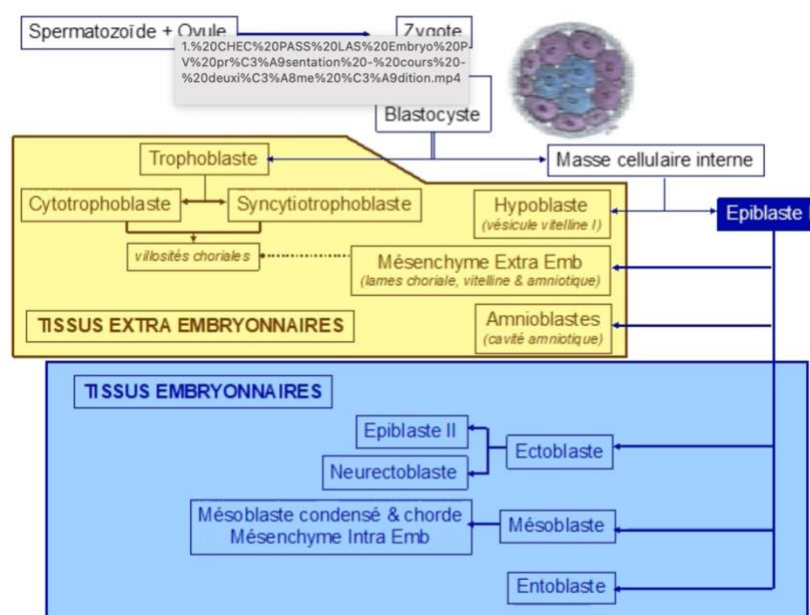 Spermatozoïde + Ovule
Zygote
1.%20CHEC%20PASS%20LAS%20Embryo%20P
V%20pr%C3%A9sentation%20-%20cours%20-
%20deuxi%C3%A8me%20%C3%A9dition.mp4
Blastocyste
Trophoblaste
Masse cellulaire interne
Cytotrophoblaste
Syncytiotrophoblaste
Hypoblaste
(vésicule vitelline I)
Epiblaste I
villosités choriales
Mésenchyme Extra Emb
(lames choriale, vitelline & amniotique)
TISSUS EXTRA EMBRYONNAIRES
Amnioblastes
(cavité amniotique)
TISSUS EMBRYONNAIRES
Epiblaste II
Ectoblaste
Neurectoblaste
Mésoblaste condensé & chorde
Mésenchyme Intra Emb
Mésoblaste
Entoblaste